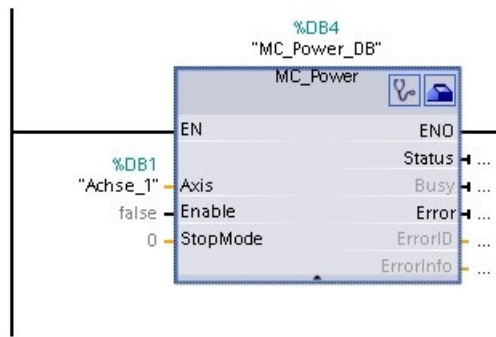 %DB4
"MC_Power_DB"
MC_Power
EN
ENO
Status
...
%DB1
"Achse_1"
Axis
Busy
...
false
Enable
Error
...
0
StopMode
ErrorID
...
ErrorInfo
...